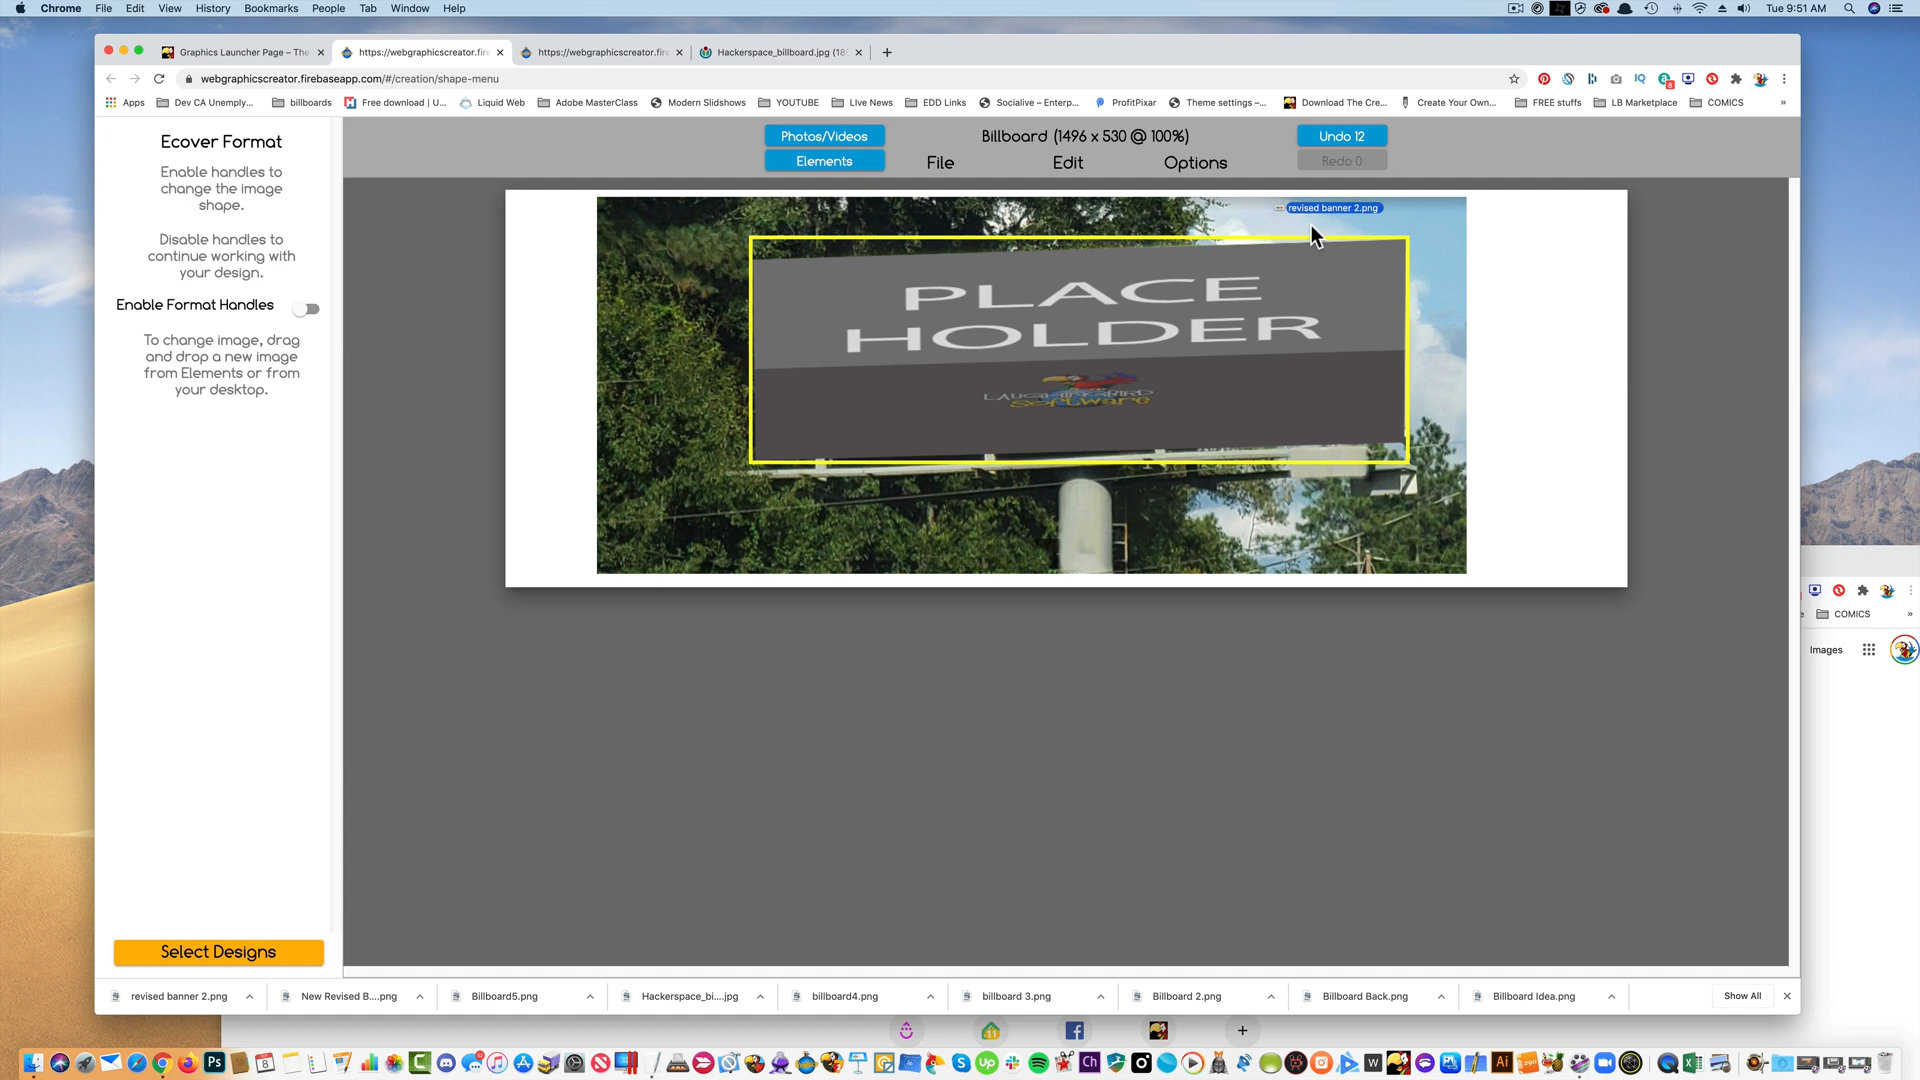 Chrome File Edit View History Bookmarks People Tab Window Help
Tue 9:51 AM
Graphics Launcher Page – The
https://webgraphicscreator.fire
https://webgraphicscreator.fire
Hackerspace_billboard.jpg (18
webgraphicscreator.firebaseapp.com/#/creation/shape-menu
Apps
Dev CA Unemply...
billboards
Free download | U...
Liquid Web
Adobe MasterClass
Modern Slidshows
YOUTUBE
LIve News
EDD Links
Socialive – Enterp...
ProfitPixar
Theme settings –...
Download The Cre...
Create Your Own...
FREE stuffs
LB Marketplace
COMICS
»
Ecover Format
Enable handles to
change the image
shape.
Disable handles to
continue working with
your design.
Enable Format Handles
To change image, drag
and drop a new image
from Elements or from
your desktop.
Select Designs
Photos/Videos
Elements
Billboard (1496 x 530 @ 100%)
File
Edit
Options
Undo 12
Redo 0
revised banner 2.png
PLACE
HOLDER
LAUGHINGBIRD
Software
COMICS
»
Images
revised banner 2.png
New Revised B....png
Billboard5.png
Hackerspace_bi....jpg
billboard4.png
billboard 3.png
Billboard 2.png
Billboard Back.png
Billboard Idea.png
Show All